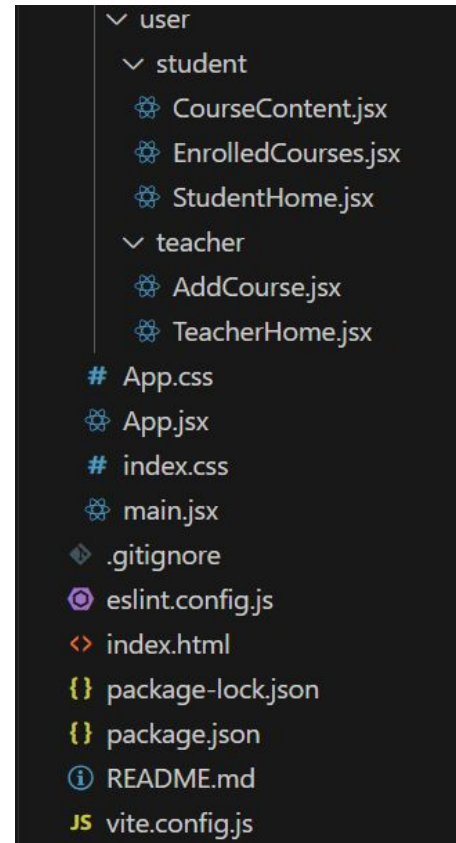 user
student
CourseContent.jsx
EnrolledCourses.jsx
StudentHome.jsx
teacher
AddCourse.jsx
TeacherHome.jsx
# App.css
App.jsx
# index.css
main.jsx
.gitignore
eslint.config.js
<> index.html
{} package-lock.json
{} package.json
README.md
JS vite.config.js